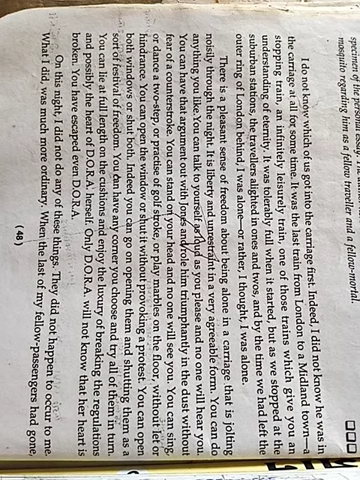 specimen of the personal essay. The
mosquito regarding him as a fellow traveller and a fellow-mortal.
I do not know which of us got into the carriage first. Indeed, I did not know he was in
the carriage at all for some time. It was the last train from London to a Midland town—a
stopping train, an infinitely leisurely train, one of those trains which give you an
understanding of eternity. It was tolerably full when it started, but as we stopped at the
suburban stations the travellers alighted in ones and twos, and by the time we had left the
outer ring of London behind, I was alone—or rather, I thought, I was alone.
There is a pleasant sense of freedom about being alone in a carriage that is jolting
noisily through the night. It is liberty and unrestraint in a very agreeable form. You can do
anything you like. You can talk to yourself as loud as you please and no one will hear you.
You can have that argument out with Jones and role him triumphantly in the dust without
fear of a counterstroke. You can stand on your head and no one will see you. You can sing,
or dance a two-step, or practise of golf stroke, or play marbles on the floor, without let or
hindrance. You can open the window or shut it without provoking a protest. You can open
both windows or shut both. Indeed you can go on opening them and shutting them as a
sort of festival of freedom. You can have any corner you choose and try all of them in turn.
You can lie at full length on the cushions and enjoy the luxury of breaking the regulations
and possibly the heart of D.O.R.A. herself. Only D.O.R.A. will not know that her heart is
broken. You have escaped even D.O.R.A.
On this night, I did not do any of these things. They did not happen to occur to me.
What I did, was much more ordinary. When the last of my fellow-passengers had gone,
(48)